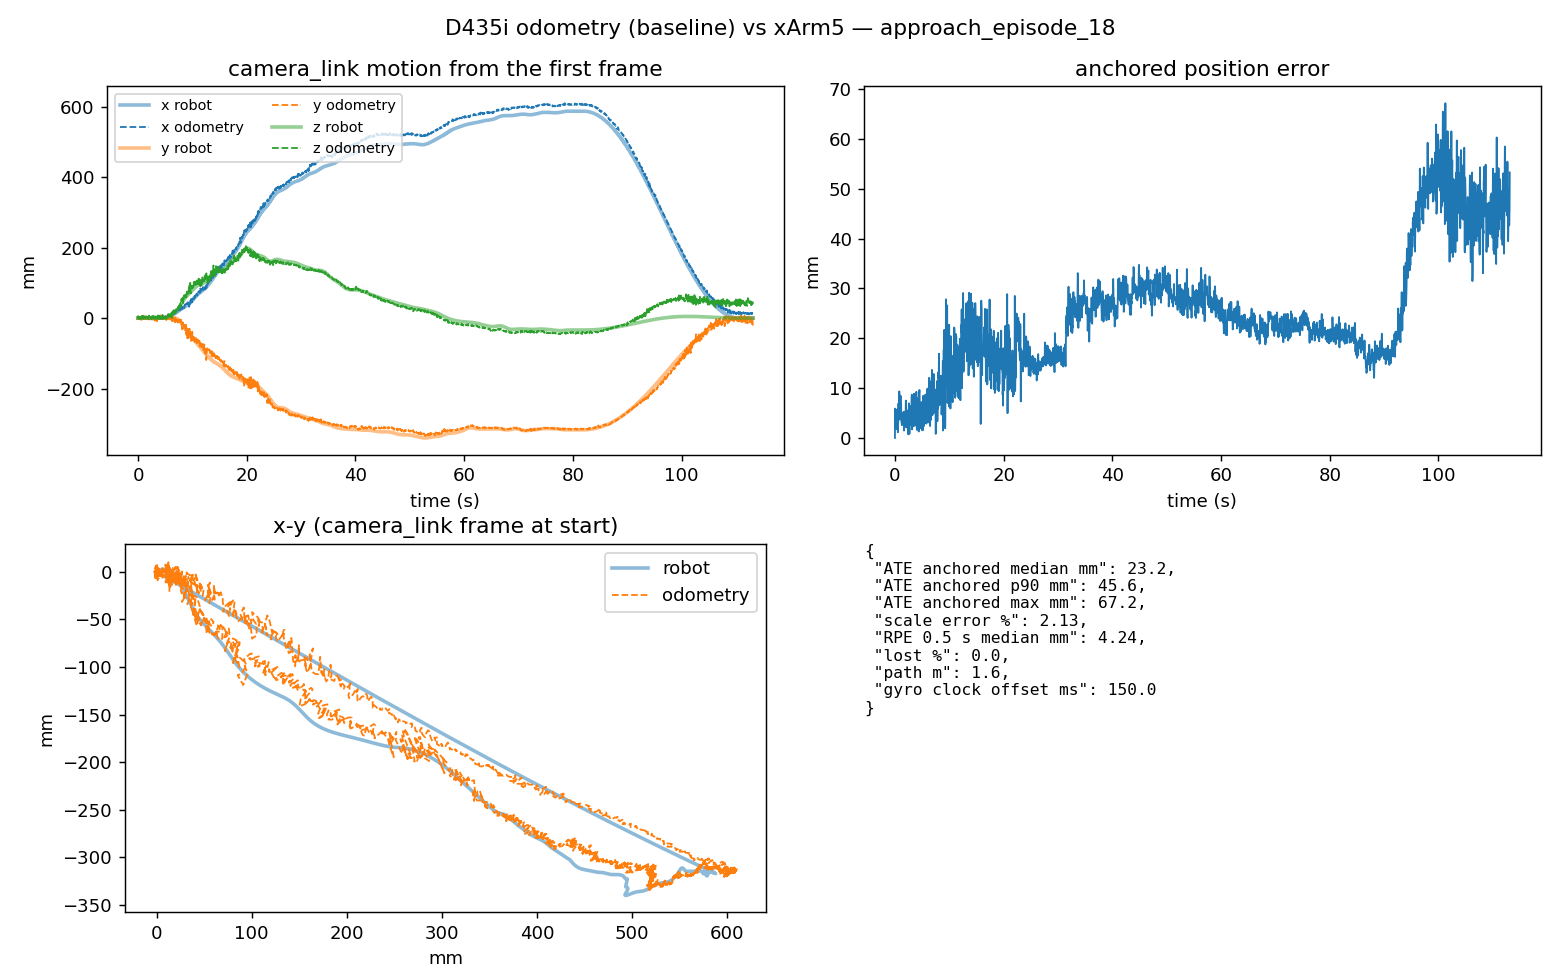 D435i odometry (baseline) vs xArm5 — approach_episode_18
camera_link motion from the first frame
x robot
x odometry
y robot
y odometry
z robot
z odometry
600
400
200
0
−200
mm
0
20
40
60
80
100
time (s)
anchored position error
70
60
50
40
30
20
10
0
mm
0
20
40
60
80
100
time (s)
x-y (camera_link frame at start)
robot
odometry
0
−50
−100
−150
−200
−250
−300
−350
mm
0
100
200
300
400
500
600
mm
{
"ATE anchored median mm": 23.2,
"ATE anchored p90 mm": 45.6,
"ATE anchored max mm": 67.2,
"scale error %": 2.13,
"RPE 0.5 s median mm": 4.24,
"lost %": 0.0,
"path m": 1.6,
"gyro clock offset ms": 150.0
}